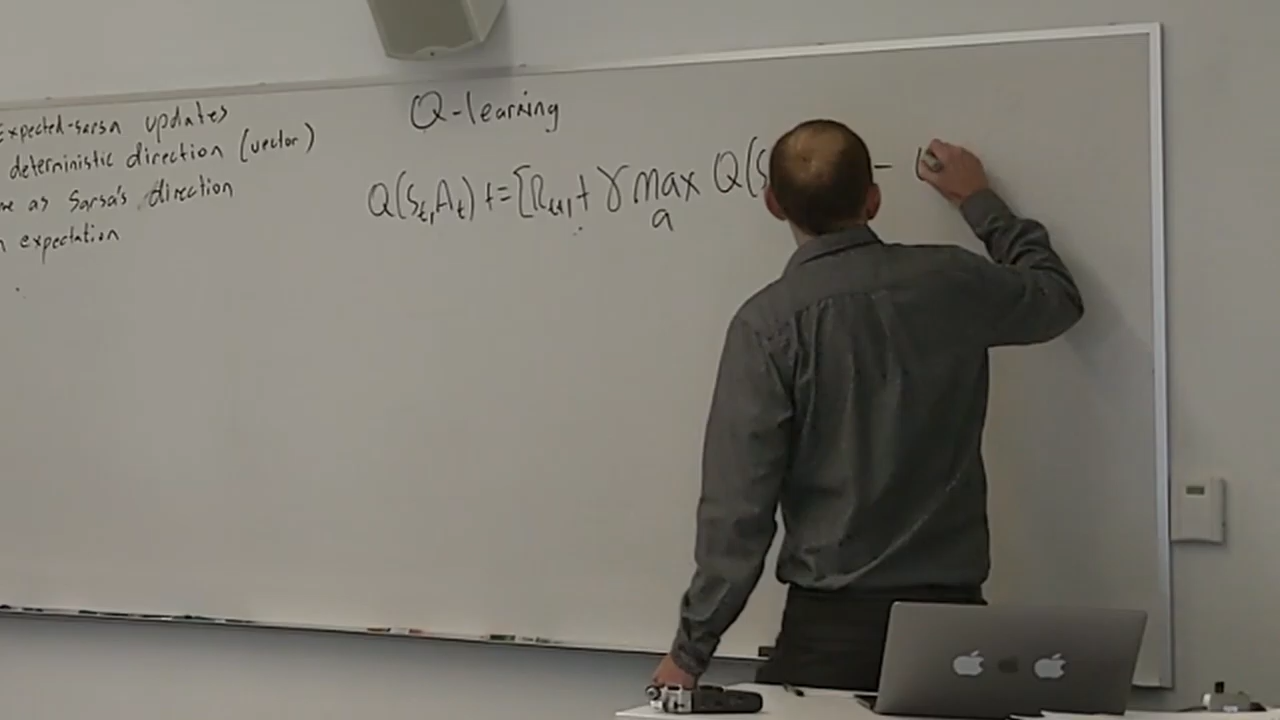 Expected-sarsa updates
deterministic direction (vector)
as Sarsa's direction
expectation
Q-learning
Q(St,At) += [Rt+1 + γ max Q(S -
a